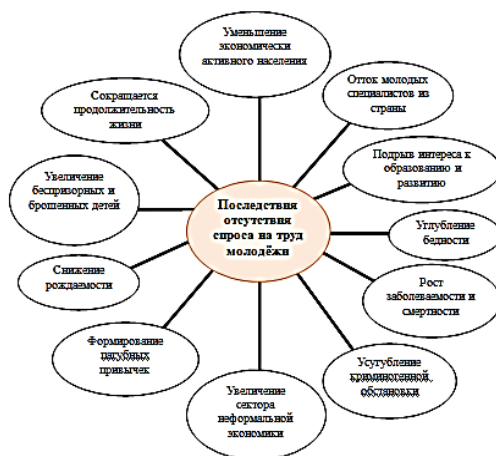 Уменьшение
экономически
активного населения
Отток молодых
специалистов из
страны
Подрыв интереса к
образованию и
развитию
Углубление
бедности
Рост
заболеваемости и
смертности
Усугубление
криминогенной
обстановки
Увеличение
сектора
неформальной
экономики
Формирование
пагубных
привычек
Снижение
рождаемости
Увеличение
беспризорных и
брошенных детей
Сокращается
продолжительность
жизни
Последствия
отсутствия
спроса на труд
молодёжи